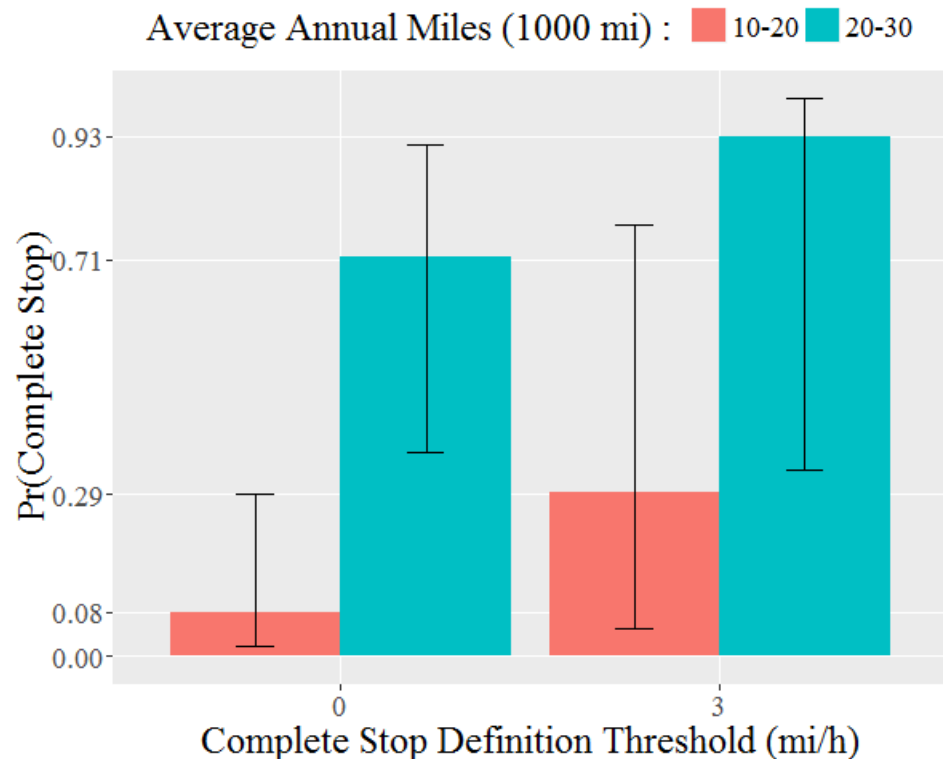 Average Annual Miles (1000 mi) : 10-20 20-30
Pr(Complete Stop)
0.93
0.71
0.29
0.08
0.00
0 3
Complete Stop Definition Threshold (mi/h)